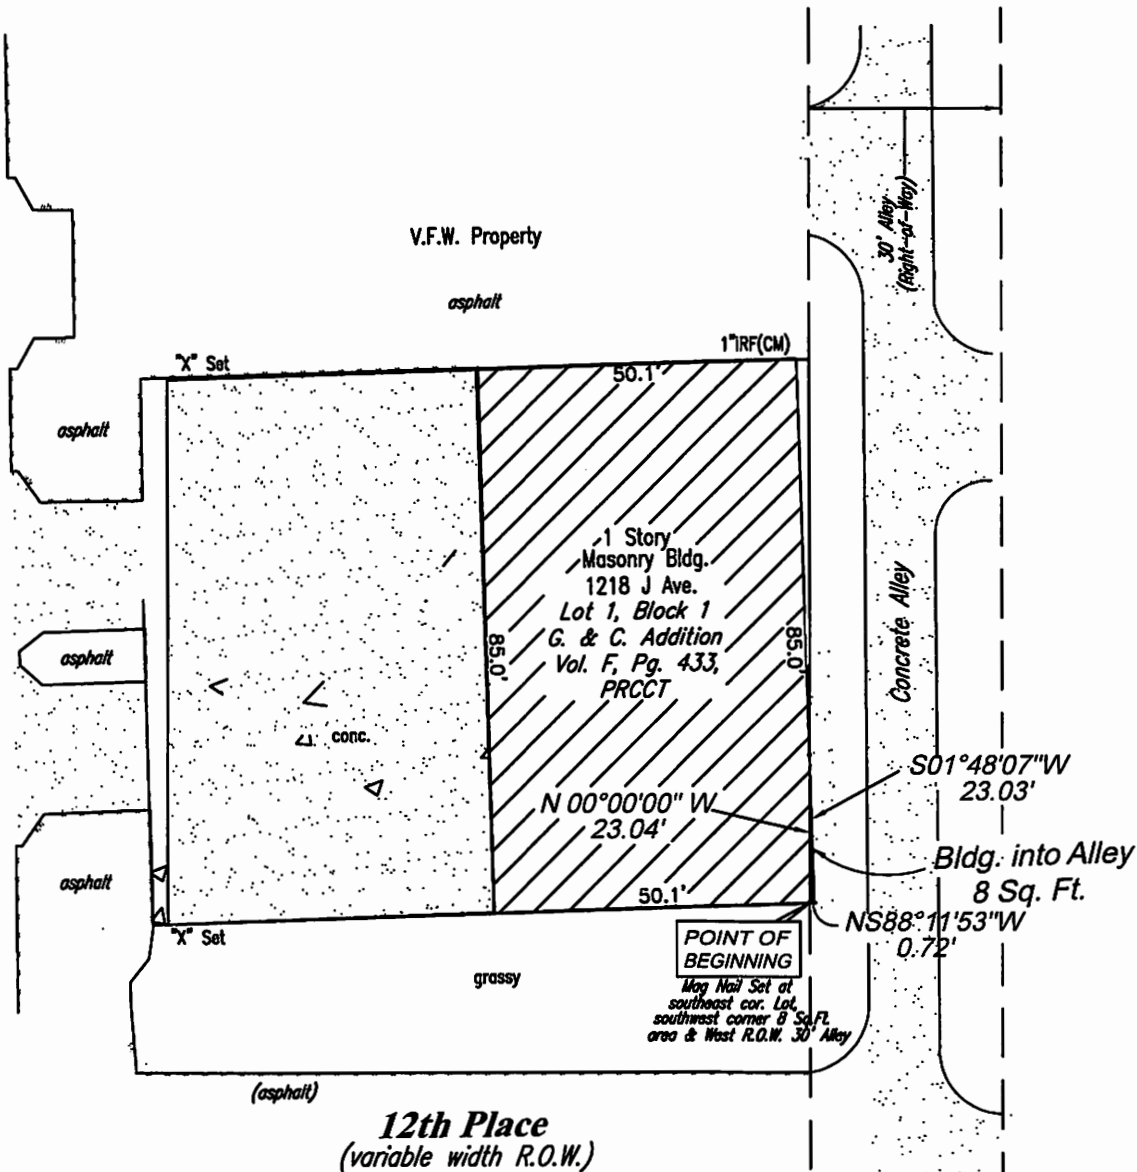 30' Alley
(Right-of-Way)
V.F.W. Property
asphalt
1"IRF(CM)
"X" Set
50.1'
asphalt
1 Story
Masonry Bldg.
1218 J Ave.
Lot 1, Block 1
G. & C. Addition
Vol. F, Pg. 433,
PRCCT
85.0'
85.0'
Concrete Alley
asphalt
conc.
S01°48'07"W
23.03'
N 00°00'00" W
23.04'
Bldg. into Alley
8 Sq. Ft.
asphalt
50.1'
NS88°11'53"W
0.72'
"X" Set
POINT OF
BEGINNING
grassy
Mag Nail Set at
southeast cor. Lot,
southwest corner 8 Sq.Ft.
area & West R.O.W. 30' Alley
(asphalt)
12th Place
(variable width R.O.W.)